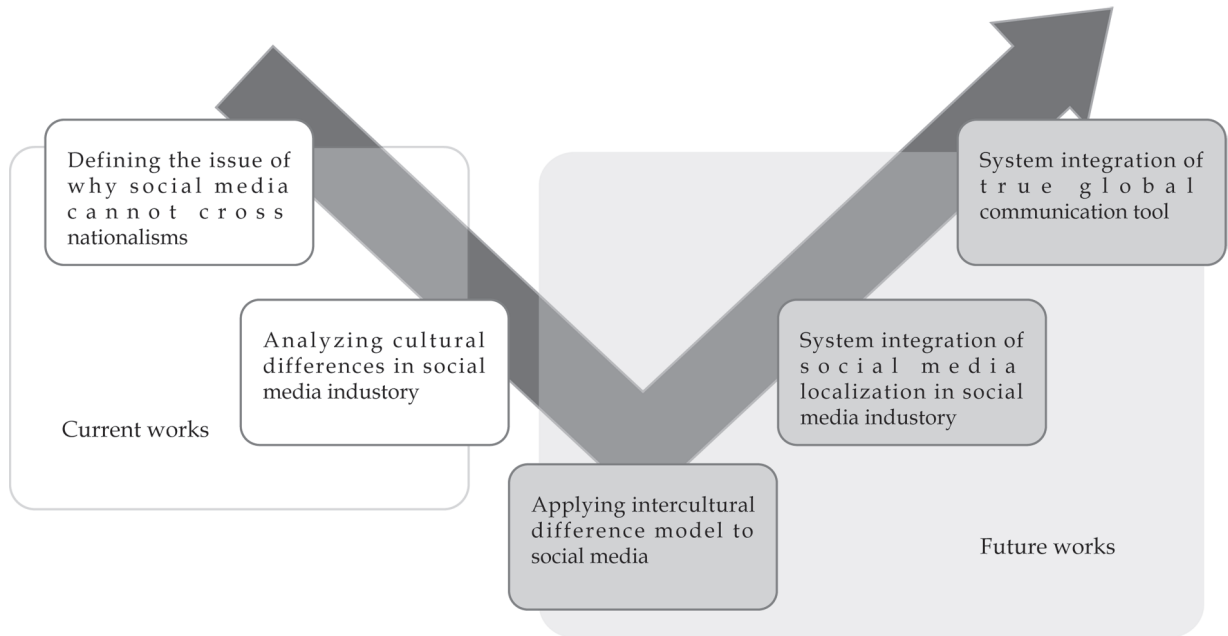 Defining the issue of
why social media
cannot cross
nationalisms
Analyzing cultural
differences in social
media industory
Current works
Applying intercultural
difference model to
social media
System integration of
social media
localization in social
media industory
System integration of
true global
communication tool
Future works